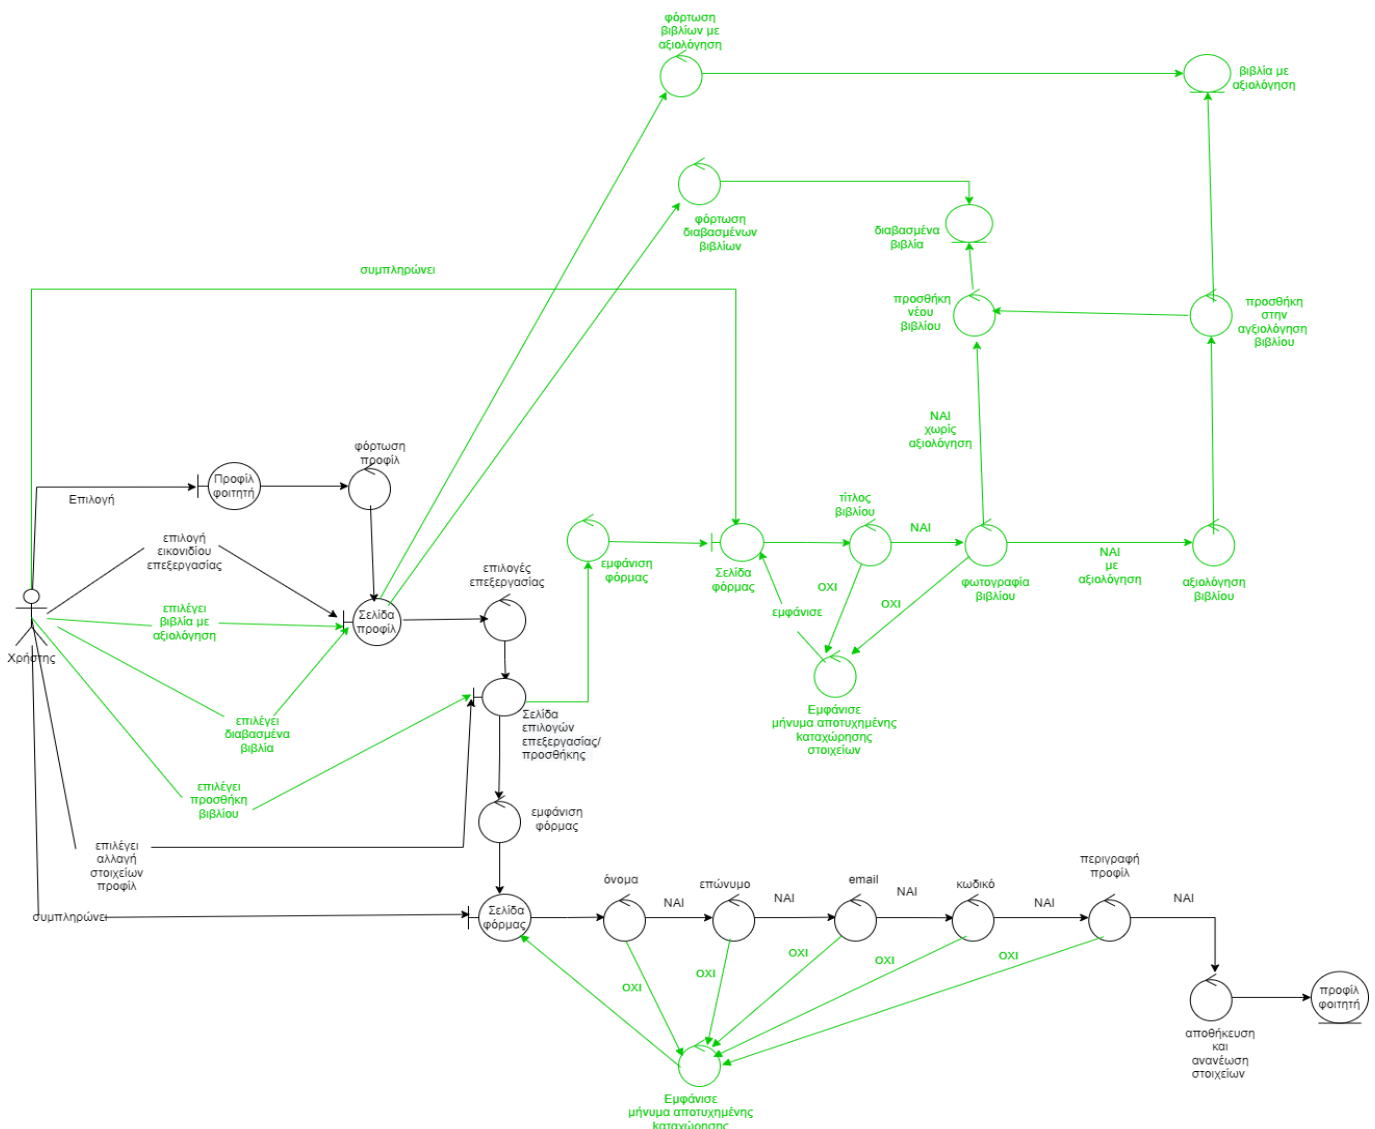 φόρτωση
βιβλίων με
αξιολόγηση
βιβλία με
αξιολόγηση
φόρτωση
διαβασμένων
βιβλίων
διαβασμένα
βιβλία
συμπληρώνει
προσθήκη
νέου
βιβλίου
προσθήκη
στην
αγξιολόγηση
βιβλίου
ΝΑΙ
χωρίς
αξιολόγηση
φόρτωση
προφίλ
Προφίλ
φοιτητή
Επιλογή
τίτλος
βιβλίου
ΝΑΙ
επιλογή
εικονιδίου
επεξεργασίας
εμφάνιση
φόρμας
Σελίδα
φόρμας
ΝΑΙ
με
αξιολόγηση
φωτογραφία
βιβλίου
αξιολόγηση
βιβλίου
επιλογές
επεξεργασίας
ΟΧΙ
ΟΧΙ
εμφάνισε
επιλέγει
βιβλία με
αξιολόγηση
Σελίδα
προφίλ
Χρήστης
επιλέγει
διαβασμένα
βιβλία
Σελίδα
επιλογών
επεξεργασίας/
προσθήκης
Εμφάνισε
μήνυμα αποτυχημένης
καταχώρησης
στοιχείων
επιλέγει
προσθήκη
βιβλίου
εμφάνιση
φόρμας
επιλέγει
αλλαγή
στοιχείων
προφίλ
συμπληρώνει
Σελίδα
φόρμας
όνομα
ΝΑΙ
επώνυμο
ΝΑΙ
email
ΝΑΙ
κωδικό
ΝΑΙ
περιγραφή
προφίλ
ΝΑΙ
ΟΧΙ
ΟΧΙ
ΟΧΙ
ΟΧΙ
ΟΧΙ
αποθήκευση
και
ανανέωση
στοιχείων
προφίλ
φοιτητή
Εμφάνισε
μήνυμα αποτυχημένης
καταχώρησης